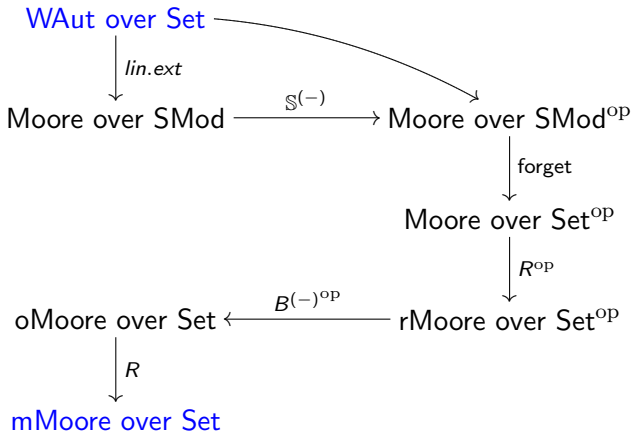 WAut over Set
lin.ext
Moore over SMod
𝕊^(−)
Moore over SMod^op
forget
Moore over Set^op
R^op
oMoore over Set
B^(−)^op
rMoore over Set^op
R
mMoore over Set